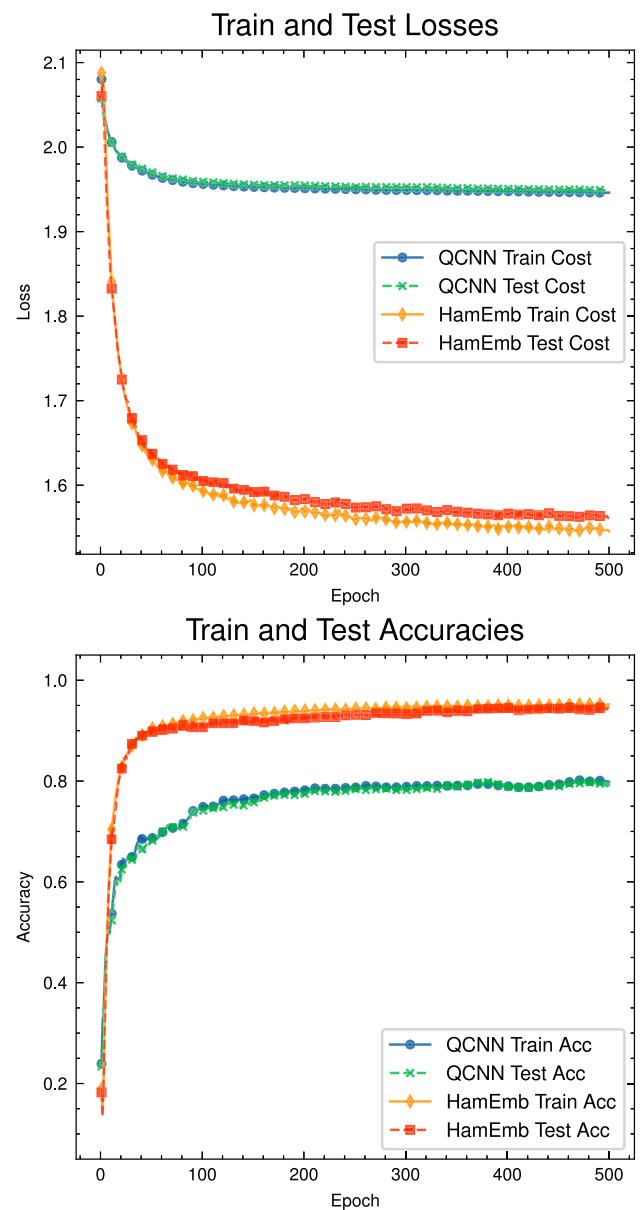 Train and Test Losses
2.1
2.0
1.9
1.8
1.7
1.6
Loss
QCNN Train Cost
QCNN Test Cost
HamEmb Train Cost
HamEmb Test Cost
0 100 200 300 400 500
Epoch
Train and Test Accuracies
1.0
0.8
0.6
0.4
0.2
Accuracy
QCNN Train Acc
QCNN Test Acc
HamEmb Train Acc
HamEmb Test Acc
0 100 200 300 400 500
Epoch